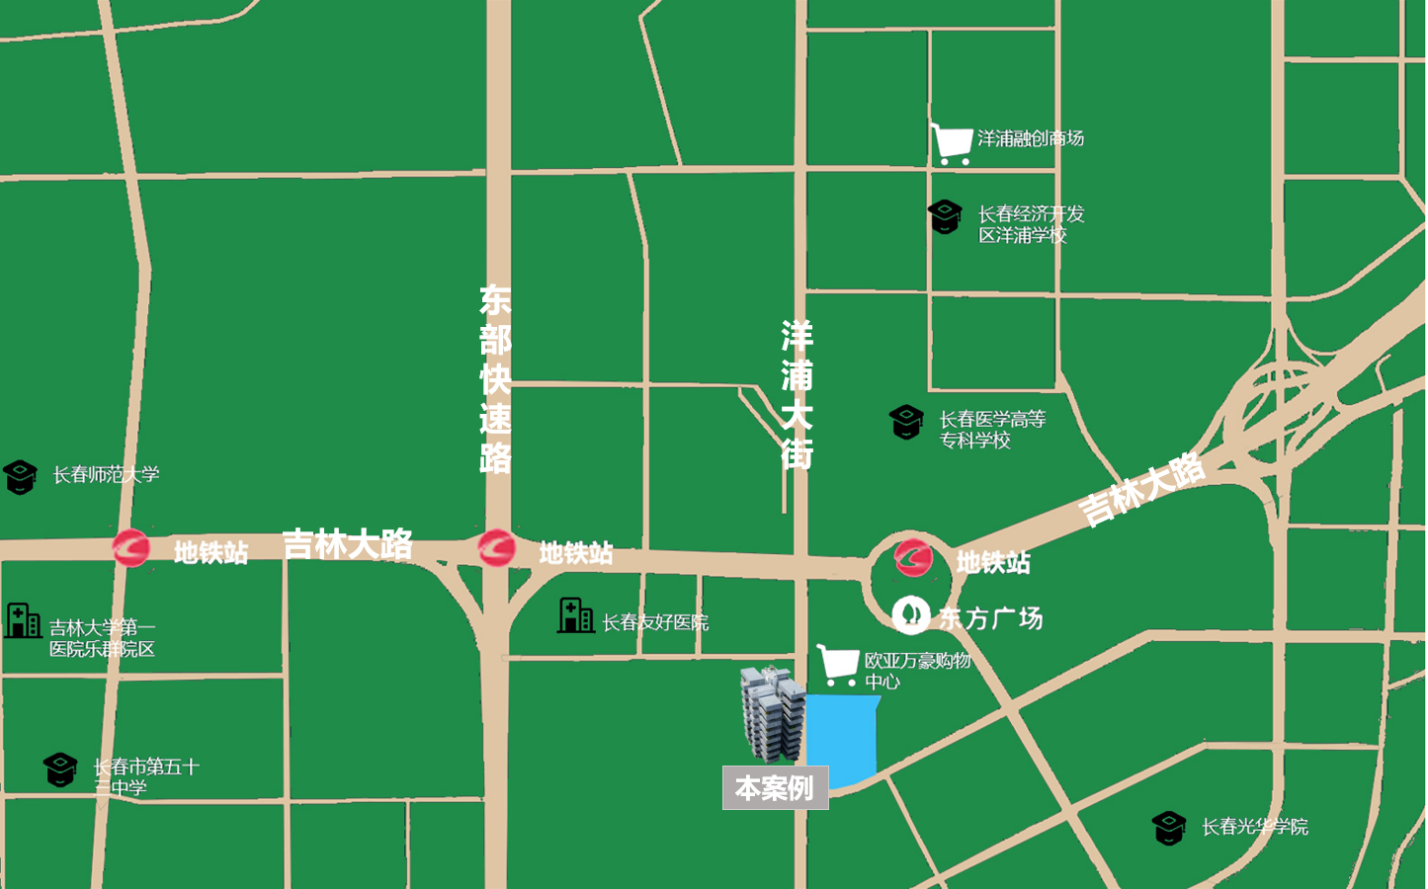 洋浦融创商场
长春经济开发
区洋浦学校
东部快速路
洋浦大街
长春医学高等
专科学校
吉林大路
长春师范大学
地铁站
吉林大路
地铁站
地铁站
东方广场
吉林大学第一
医院乐群院区
长春友好医院
欧亚万豪购物
中心
长春市第五十
三中学
本案例
长春光华学院